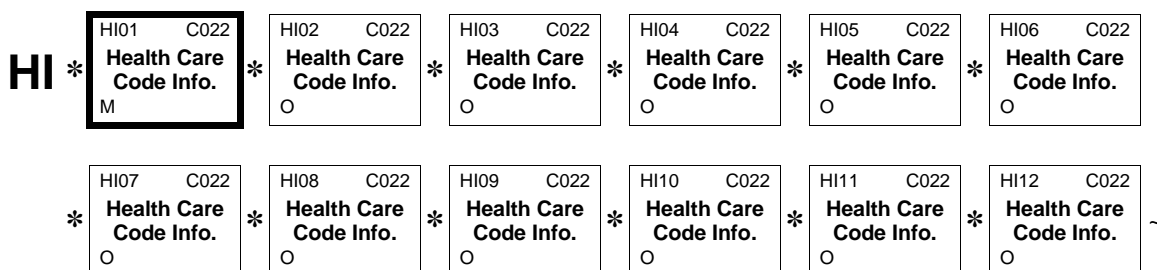 HI01 C022 HI02 C022 HI03 C022 HI04 C022 HI05 C022 HI06 C022
HI * Health Care * Health Care * Health Care * Health Care * Health Care * Health Care
Code Info. Code Info. Code Info. Code Info. Code Info. Code Info.
M O O O O O
HI07 C022 HI08 C022 HI09 C022 HI10 C022 HI11 C022 HI12 C022
* Health Care * Health Care * Health Care * Health Care * Health Care * Health Care ~
Code Info. Code Info. Code Info. Code Info. Code Info. Code Info.
O O O O O O